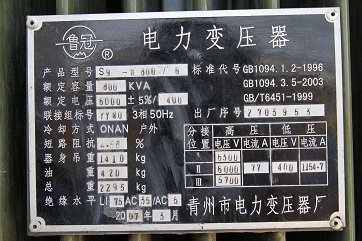 鲁冠 电力变压器
产品型号 S9-M 800/6 标准代号 GB1094.1.2-1996
额定容量 800 KVA GB1094.3.5-2003
额定电压 6000±5%/400 GB/T6451-1999
联接组标号 3相50Hz 出厂序号
冷却方式 ONAN 户外
短路阻抗
器身吊重 1410 kg
油重 420 kg
总重 2295 kg
绝缘水平 LI 75 AC 35/AC 5
2007年 月
分接位置 高压 低压
电压V 电流A 电压V 电流A
I 6300
II 6000 77 400 1154.7
III 5700
青州市电力变压器厂